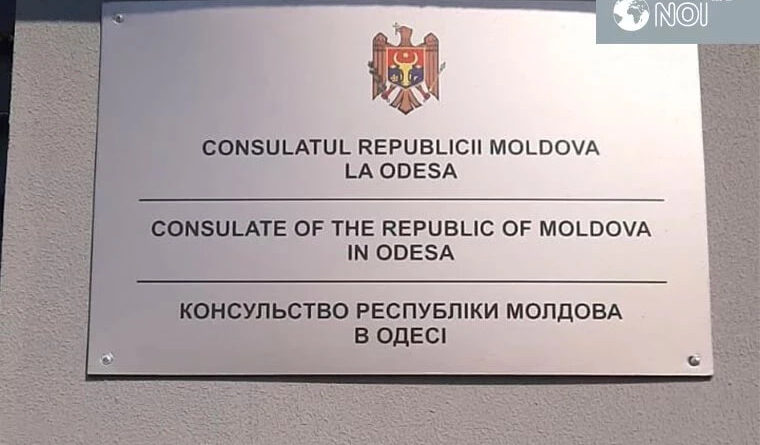 NOI
CONSULATUL REPUBLICII MOLDOVA
LA ODESA
CONSULATE OF THE REPUBLIC OF MOLDOVA
IN ODESA
КОНСУЛЬСТВО РЕСПУБЛІКИ МОЛДОВА
В ОДЕСІ